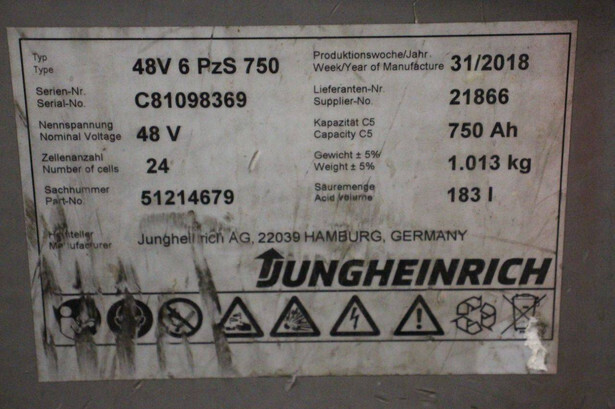 Typ
Type
48V 6 PzS 750
Produktionswoche/Jahr.
Week/Year of Manufacture
31/2018
Serien-Nr.
Serial-No.
C81098369
Lieferanten-Nr.
Supplier-No.
21866
Nennspannung
Nominal Voltage
48 V
Kapazität C5
Capacity C5
750 Ah
Zellenanzahl
Number of cells
24
Gewicht ± 5%
Weight ± 5%
1.013 kg
Sachnummer
Part-No.
51214679
Säuremenge
Acid volume
183 l
Hersteller
Manufacturer
Jungheinrich AG, 22039 HAMBURG, GERMANY
JUNGHEINRICH